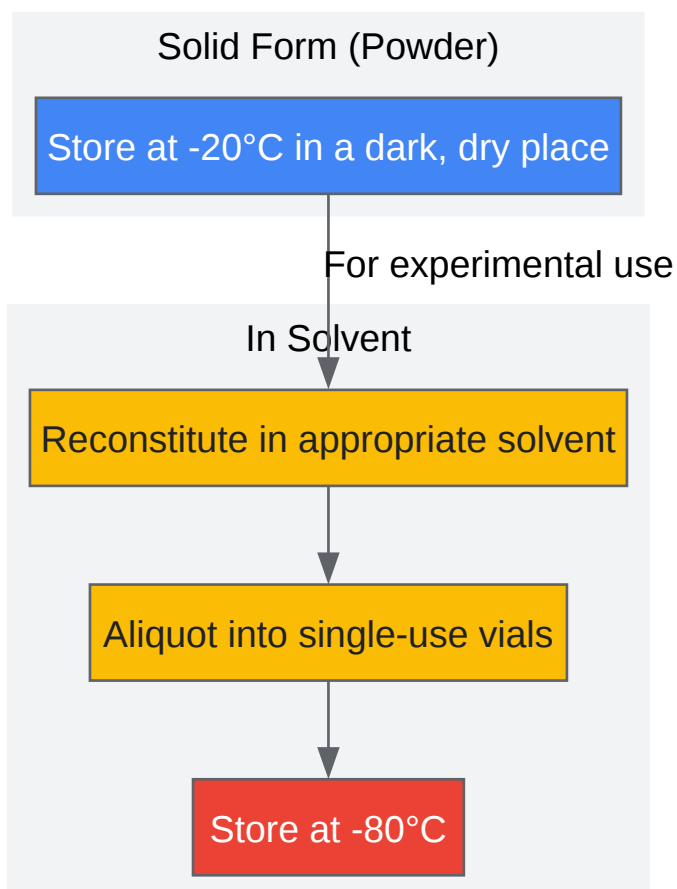 Solid Form (Powder)
Store at -20°C in a dark, dry place
For experimental use
In Solvent
Reconstitute in appropriate solvent
Aliquot into single-use vials
Store at -80°C